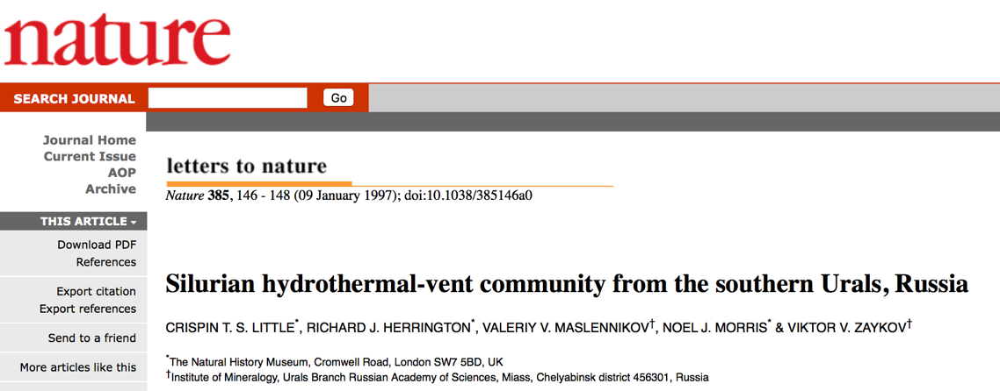 nature
SEARCH JOURNAL Go
Journal Home
Current Issue
AOP
Archive
THIS ARTICLE
Download PDF
References
Export citation
Export references
Send to a friend
More articles like this
letters to nature
Nature 385, 146 - 148 (09 January 1997); doi:10.1038/385146a0
Silurian hydrothermal-vent community from the southern Urals, Russia
CRISPIN T. S. LITTLE*, RICHARD J. HERRINGTON*, VALERIY V. MASLENNIKOV†, NOEL J. MORRIS* & VIKTOR V. ZAYKOV†
*The Natural History Museum, Cromwell Road, London SW7 5BD, UK
†Institute of Mineralogy, Urals Branch Russian Academy of Sciences, Miass, Chelyabinsk district 456301, Russia